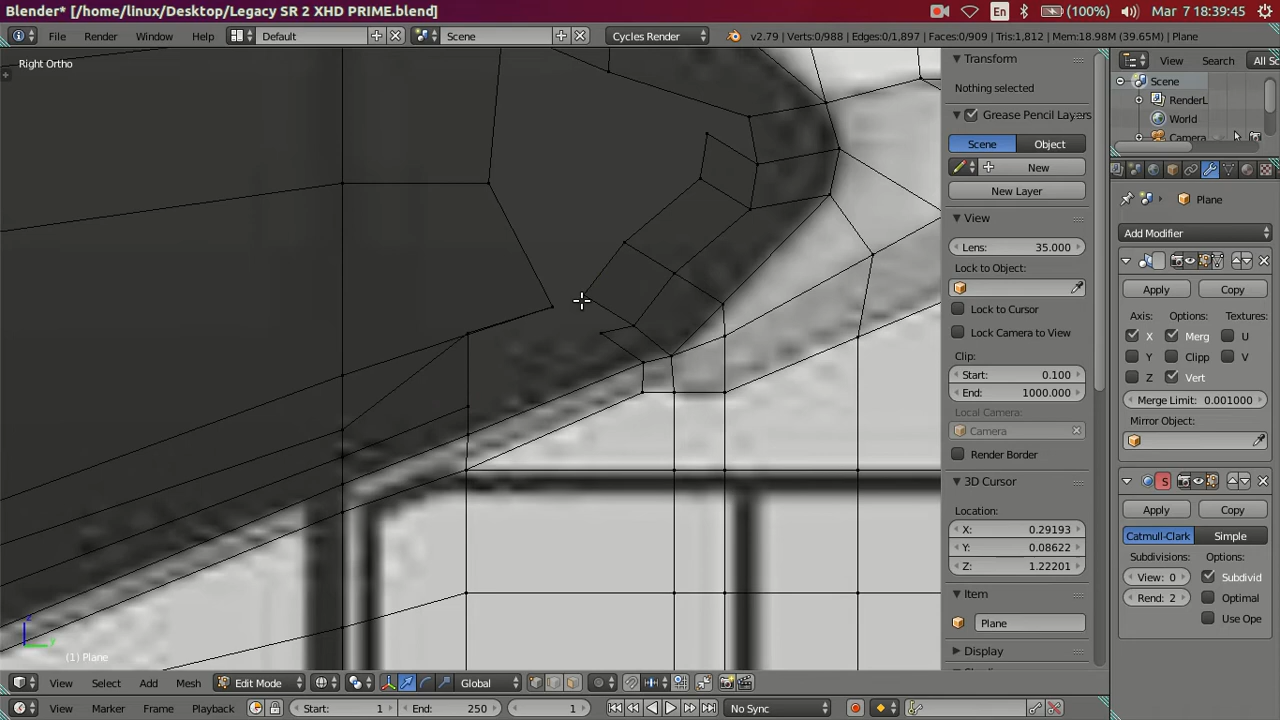 Blender* [/home/linux/Desktop/Legacy SR 2 XHD PRIME.blend]
En (100%) Mar 7 18:39:45
File Render Window Help Default Scene Cycles Render v2.79 | Verts:0/988 | Edges:0/1,897 | Faces:0/909 | Tris:1,812 | Mem:18.98M (39.65M) | Plane
Right Ortho
Transform
Nothing selected
Grease Pencil Layers
Scene Object
New
New Layer
View
Lens: 35.000
Lock to Object:
Lock to Cursor
Lock Camera to View
Clip:
Start: 0.100
End: 1000.000
Local Camera:
Camera
Render Border
3D Cursor
Location:
X: 0.29193
Y: 0.08622
Z: 1.22201
Item
Plane
Display
View Search All Sc
Scene
RenderL
World
Camera
Plane
Add Modifier
Apply Copy
Axis: Options: Textures:
X Merg U
Y Clipp V
Z Vert
Merge Limit: 0.001000
Mirror Object:
S
Apply Copy
Catmull-Clark Simple
Subdivisions: Options:
View: 0 Subdivid
Rend: 2 Optimal
Use Ope
z
y
(1) Plane
View Select Add Mesh Edit Mode Global
View Marker Frame Playback Start: 1 End: 250 1 No Sync